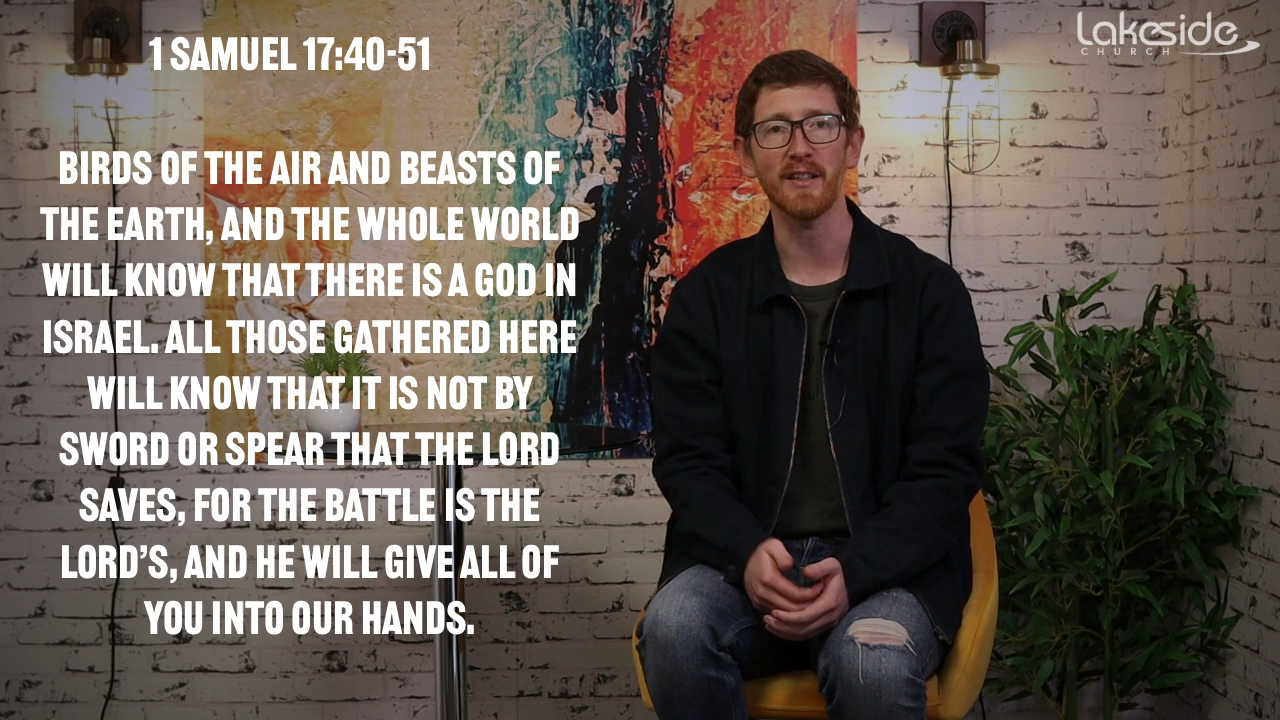 1 SAMUEL 17:40-51
BIRDS OF THE AIR AND BEASTS OF
THE EARTH, AND THE WHOLE WORLD
WILL KNOW THAT THERE IS A GOD IN
ISRAEL. ALL THOSE GATHERED HERE
WILL KNOW THAT IT IS NOT BY
SWORD OR SPEAR THAT THE LORD
SAVES, FOR THE BATTLE IS THE
LORD’S, AND HE WILL GIVE ALL OF
YOU INTO OUR HANDS.
Lakeside
CHURCH